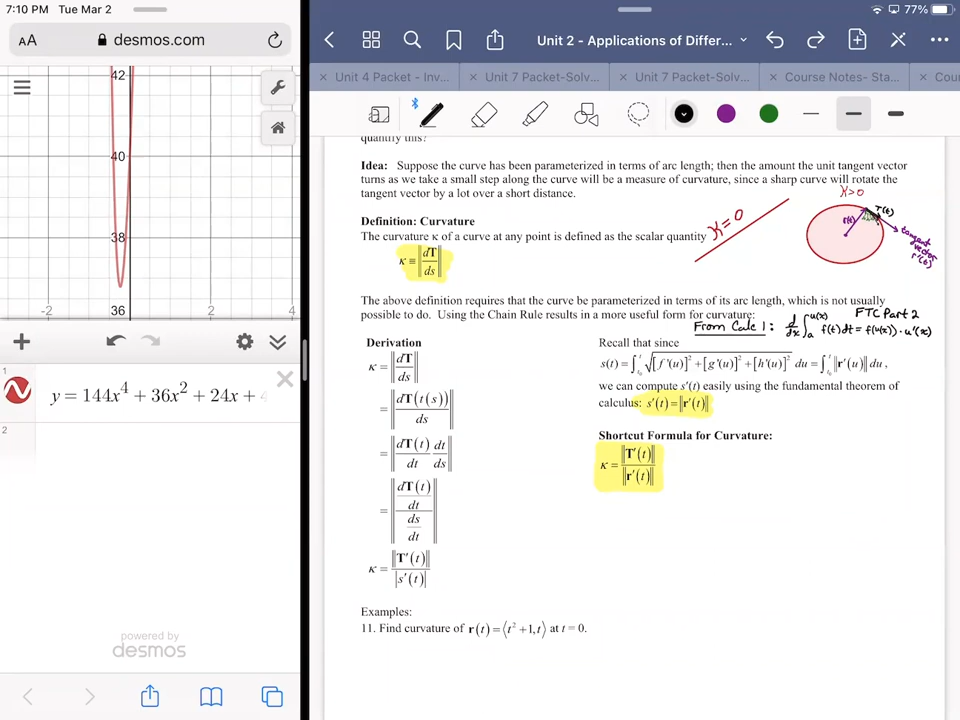 7:10 PM Tue Mar 2
77%
AA
desmos.com
Unit 2 - Applications of Differ...
Unit 4 Packet - Inv...
Unit 7 Packet-Solv...
Unit 7 Packet-Solv...
Course Notes- Sta...
Cour
42
40
38
36
-2
2
4
1
y = 144x⁴ + 36x² + 24x + 4
2
powered by
desmos
quantify this?
Idea: Suppose the curve has been parameterized in terms of arc length; then the amount the unit tangent vector
turns as we take a small step along the curve will be a measure of curvature, since a sharp curve will rotate the
tangent vector by a lot over a short distance.
K>0
T(t)
r(t)
tangent
vector
r'(t)
K=0
Definition: Curvature
The curvature κ of a curve at any point is defined as the scalar quantity
κ ≡ ‖dT/ds‖
The above definition requires that the curve be parameterized in terms of its arc length, which is not usually
possible to do. Using the Chain Rule results in a more useful form for curvature:
From Calc 1: d/dx ∫ₐ^u(x) f(t)dt = f(u(x))·u'(x)
FTC Part 2
Derivation
κ = ‖dT/ds‖
= ‖dT(t(s))/ds‖
= ‖dT(t)/dt dt/ds‖
= ‖(dT(t)/dt)/(ds/dt)‖
κ = ‖T'(t)‖/|s'(t)|
Recall that since
s(t) = ∫_{t₀}^{t} √([f'(u)]² + [g'(u)]² + [h'(u)]²) du = ∫_{t₀}^{t} ‖r'(u)‖ du,
we can compute s'(t) easily using the fundamental theorem of
calculus: s'(t) = ‖r'(t)‖
Shortcut Formula for Curvature:
κ = ‖T'(t)‖/‖r'(t)‖
Examples:
11. Find curvature of r(t) = ⟨t² + 1, t⟩ at t = 0.